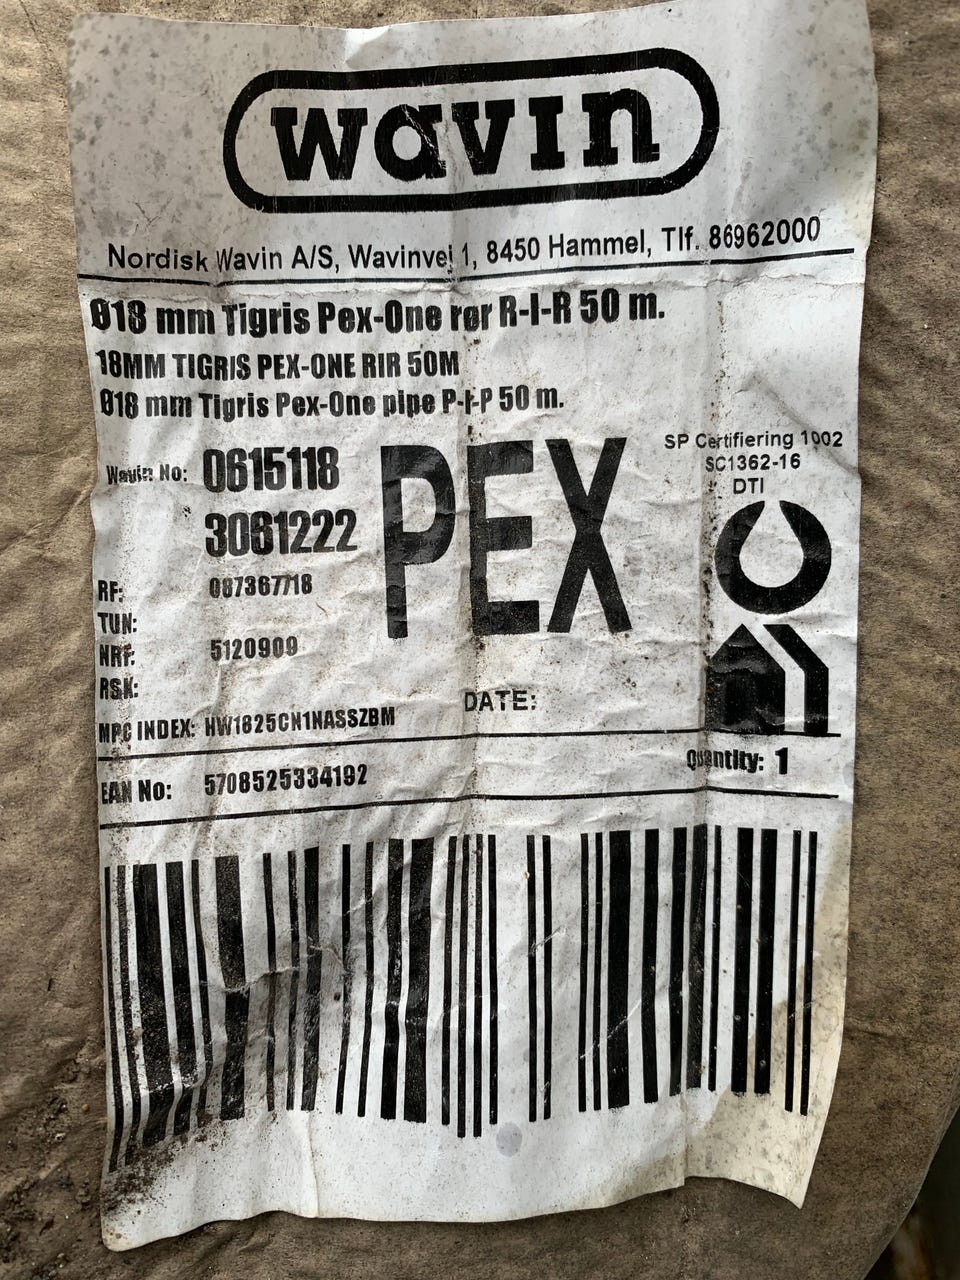 wavin
Nordisk Wavin A/S, Wavinvej 1, 8450 Hammel, Tlf. 86962000
Ø18 mm Tigris Pex-One rør R-I-R 50 m.
18MM TIGRIS PEX-ONE RIR 50M
Ø18 mm Tigris Pex-One pipe P-I-P 50 m.
Wavin No: 0615118
3061222
PEX
SP Certifiering 1002
SC1362-16
DTI
RF: 087367718
TUN:
NRF: 5120909
RSK:
DATE:
MPC INDEX: HW1825CN1NASSZBM
Quantity: 1
EAN No: 5708525334192